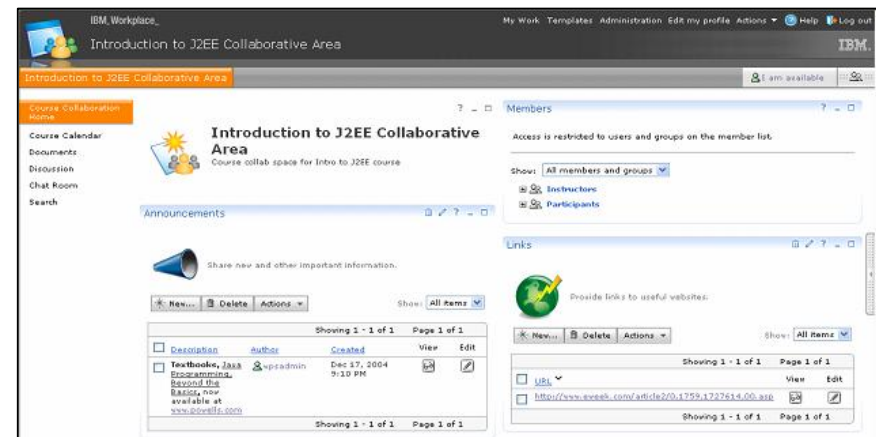 IBM, Workplace_
My Work Templates Administration Edit my profile Actions Help Log out
Introduction to J2EE Collaborative Area
IBM.
Introduction to J2EE Collaborative Area
I am available
Course Collaboration
Home
Course Calendar
Documents
Discussion
Chat Room
Search
Introduction to J2EE Collaborative
Area
Course collab space for Intro to J2EE course
Announcements
Share new and other important information.
New... Delete Actions Show: All items
Showing 1 - 1 of 1 Page 1 of 1
Description Author Created View Edit
Textbooks, Java
Programming,
Beyond the
Basics, now
available at
www.powells.com
wpsadmin
Dec 17, 2004
9:10 PM
Showing 1 - 1 of 1 Page 1 of 1
Members
Access is restricted to users and groups on the member list.
Show: All members and groups
Instructors
Participants
Links
Provide links to useful websites.
New... Delete Actions Show: All items
Showing 1 - 1 of 1 Page 1 of 1
URL View Edit
http://www.eweek.com/article2/0,1759,1727614,00.asp
Showing 1 - 1 of 1 Page 1 of 1